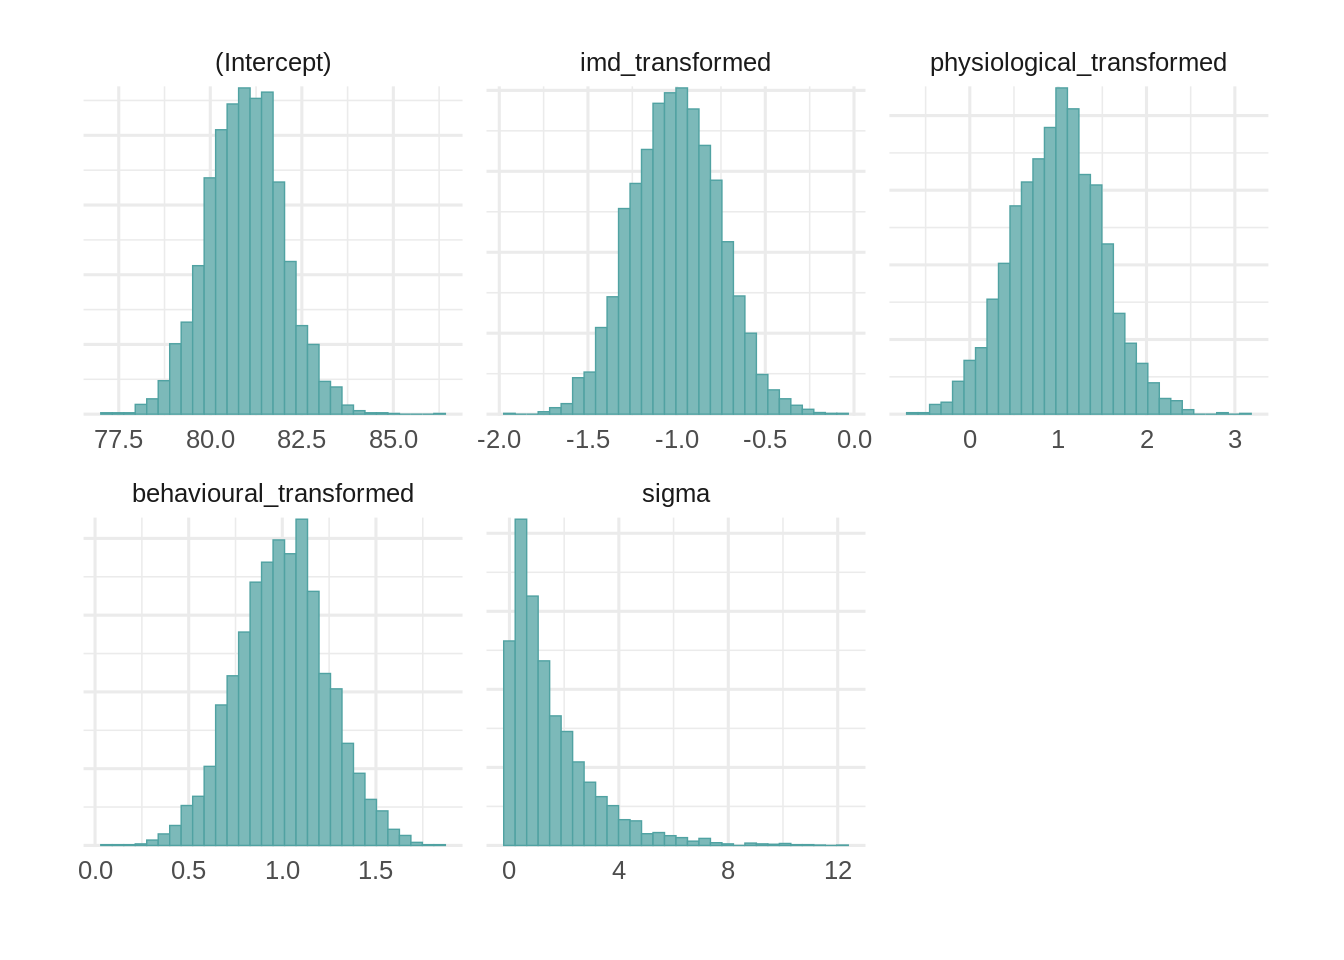 (Intercept)
imd_transformed
physiological_transformed
77.5 80.0 82.5 85.0
-2.0 -1.5 -1.0 -0.5 0.0
0 1 2 3
behavioural_transformed
sigma
0.0 0.5 1.0 1.5
0 4 8 12